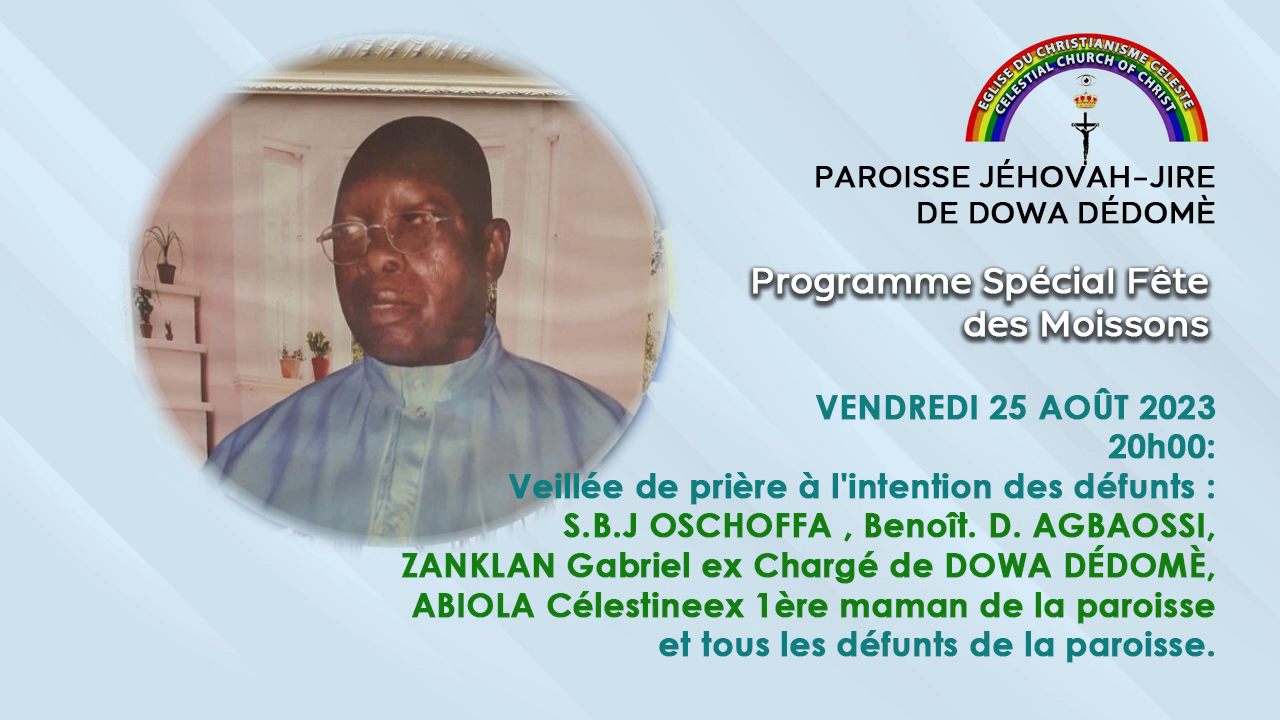 EGLISE DU CHRISTIANISME CELESTE
CELESTIAL CHURCH OF CHRIST
PAROISSE JÉHOVAH-JIRE
DE DOWA DÉDOMÈ
Programme Spécial Fête
des Moissons
VENDREDI 25 AOÛT 2023
20h00:
Veillée de prière à l'intention des défunts :
S.B.J OSCHOFFA , Benoît. D. AGBAOSSI,
ZANKLAN Gabriel ex Chargé de DOWA DÉDOMÈ,
ABIOLA Célestineex 1ère maman de la paroisse
et tous les défunts de la paroisse.